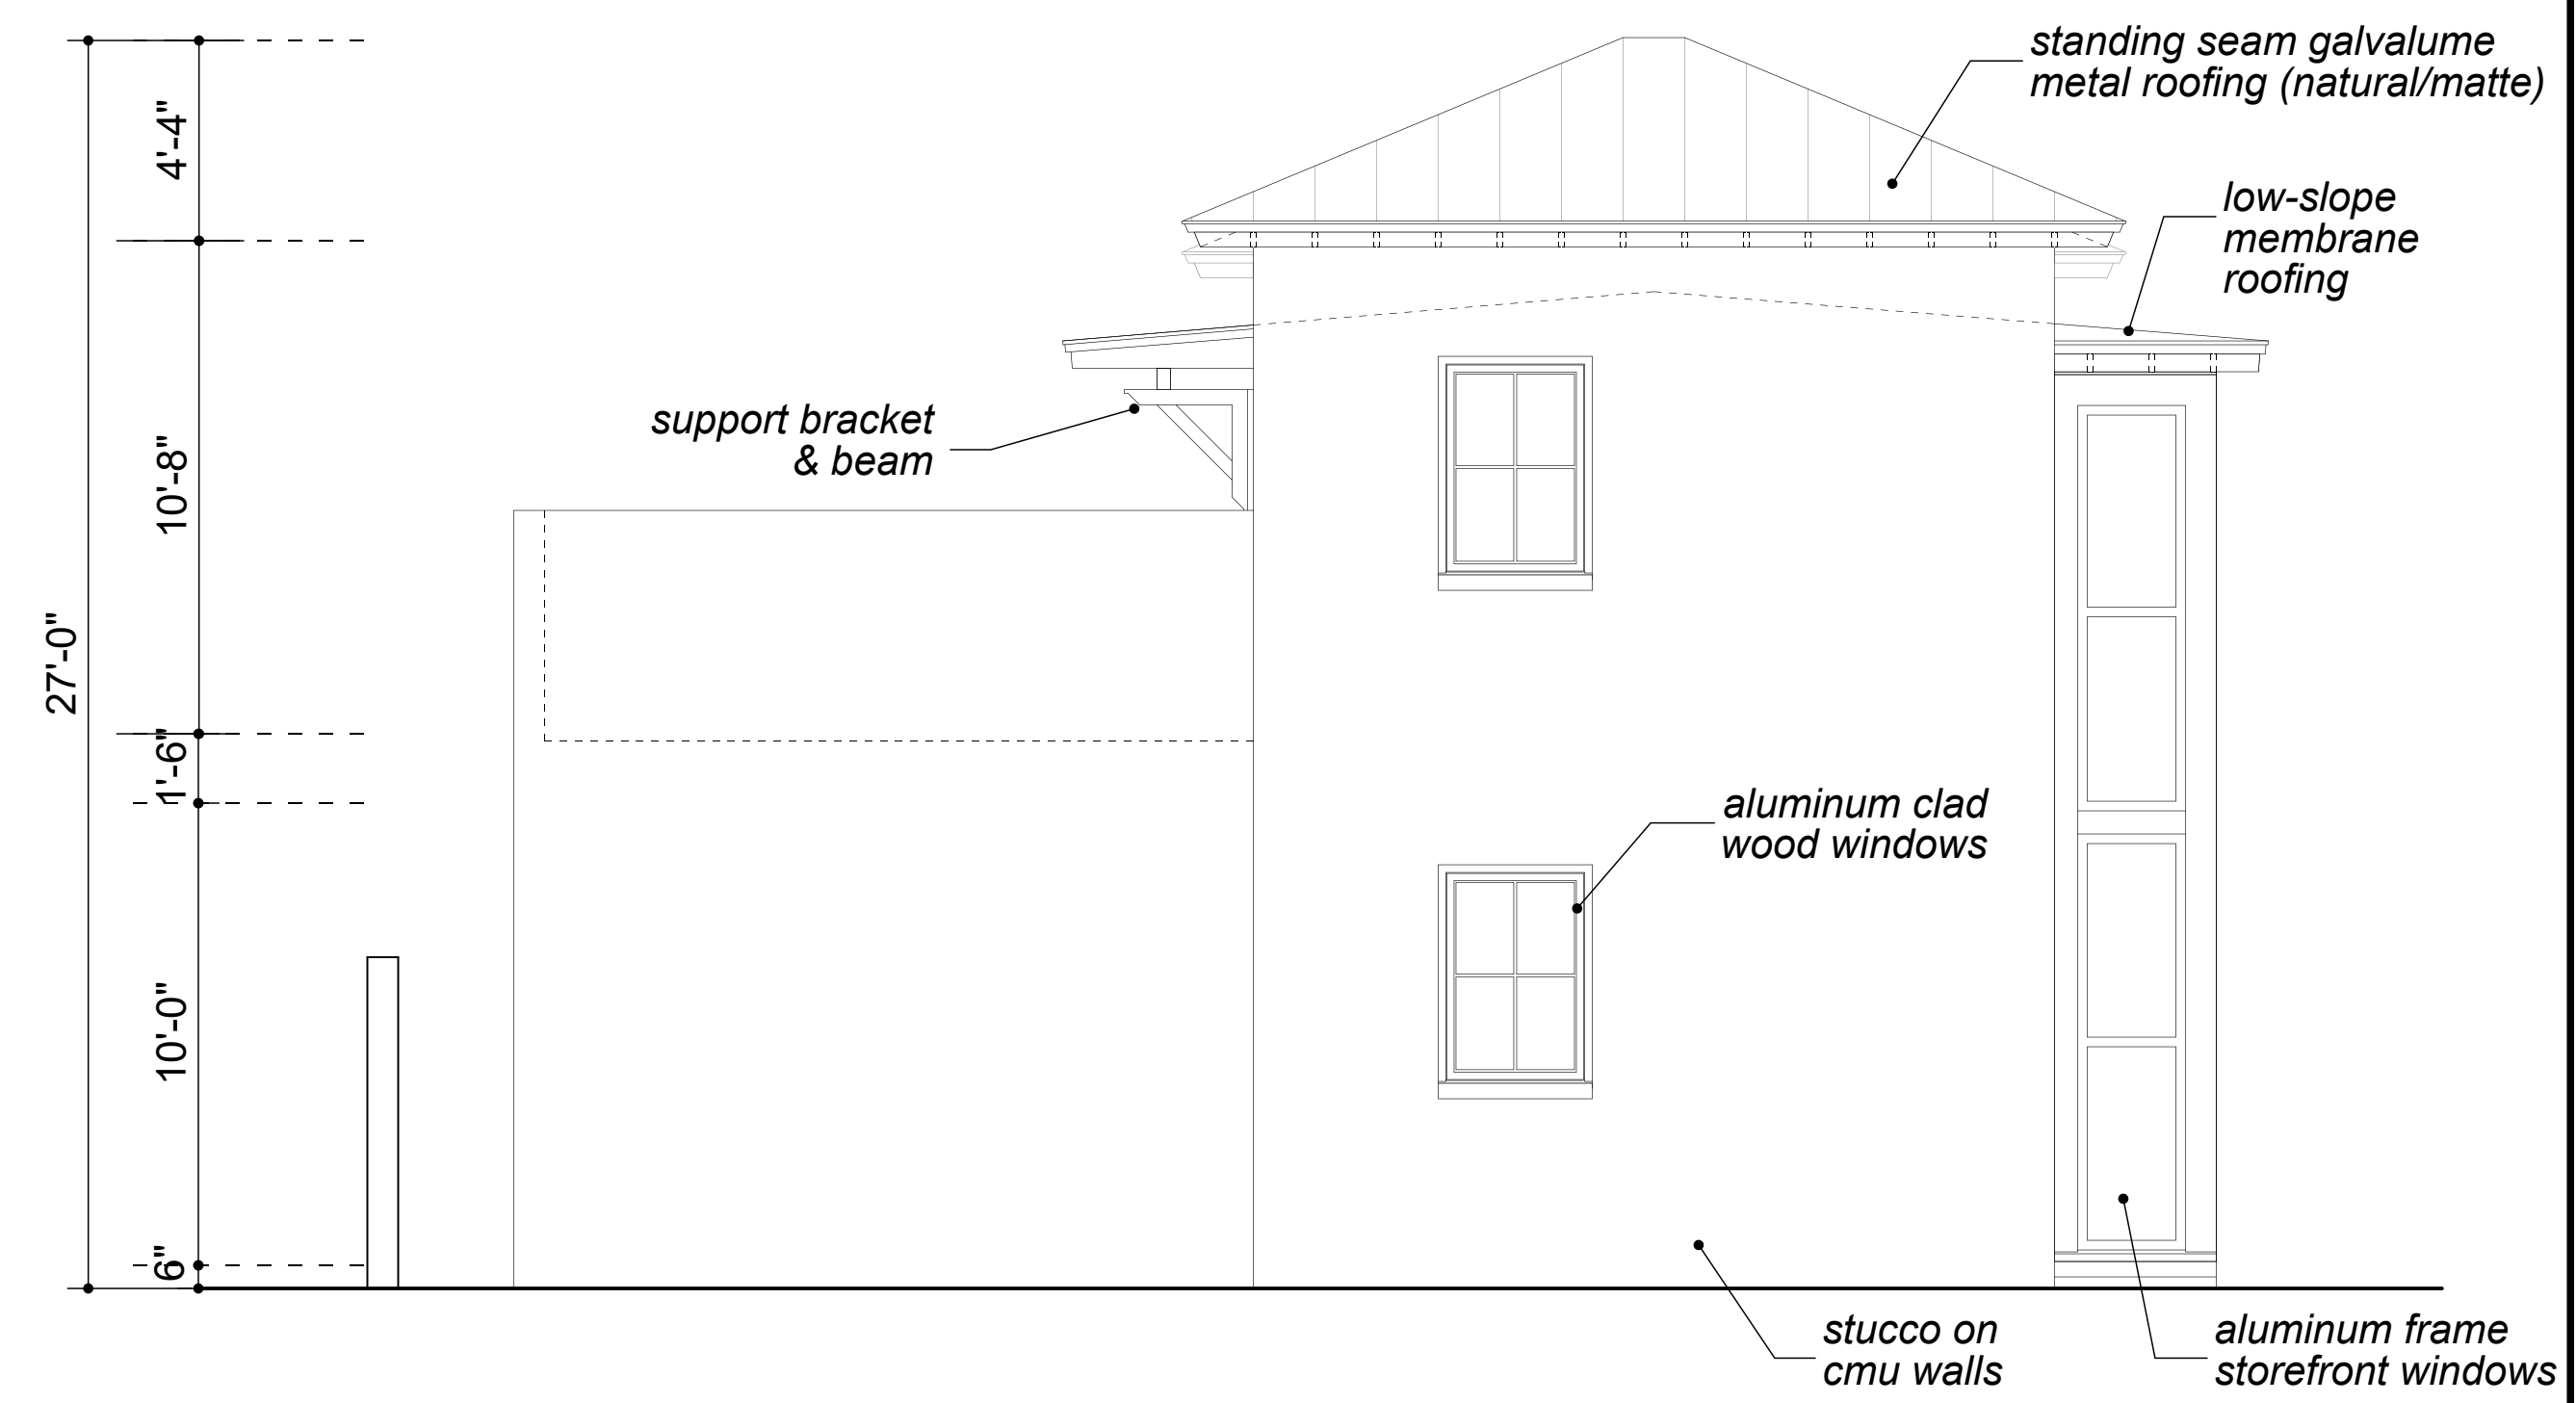 standing seam galvalume
metal roofing (natural/matte)
4'-4"
low-slope
membrane
roofing
support bracket
& beam
10'-8"
27'-0"
1'-6"
aluminum clad
wood windows
10'-0"
6"
stucco on
cmu walls
aluminum frame
storefront windows